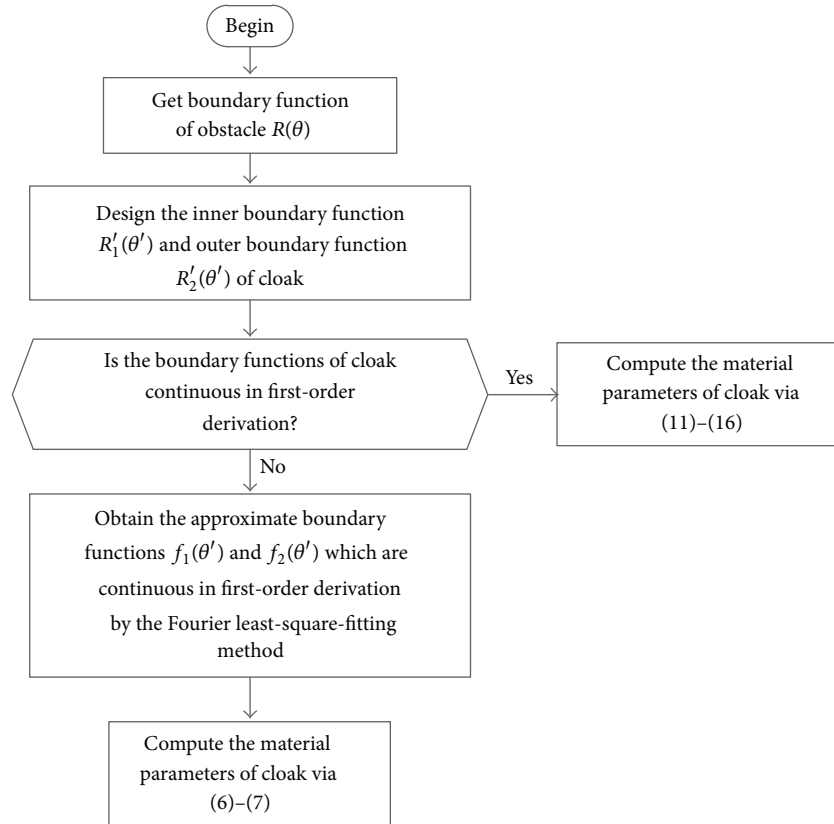 Begin
Get boundary function
of obstacle R(θ)
Design the inner boundary function
R′₁(θ′) and outer boundary function
R′₂(θ′) of cloak
Is the boundary functions of cloak
continuous in first-order
derivation?
Yes
Compute the material
parameters of cloak via
(11)–(16)
No
Obtain the approximate boundary
functions f₁(θ′) and f₂(θ′) which are
continuous in first-order derivation
by the Fourier least-square-fitting
method
Compute the material
parameters of cloak via
(6)–(7)